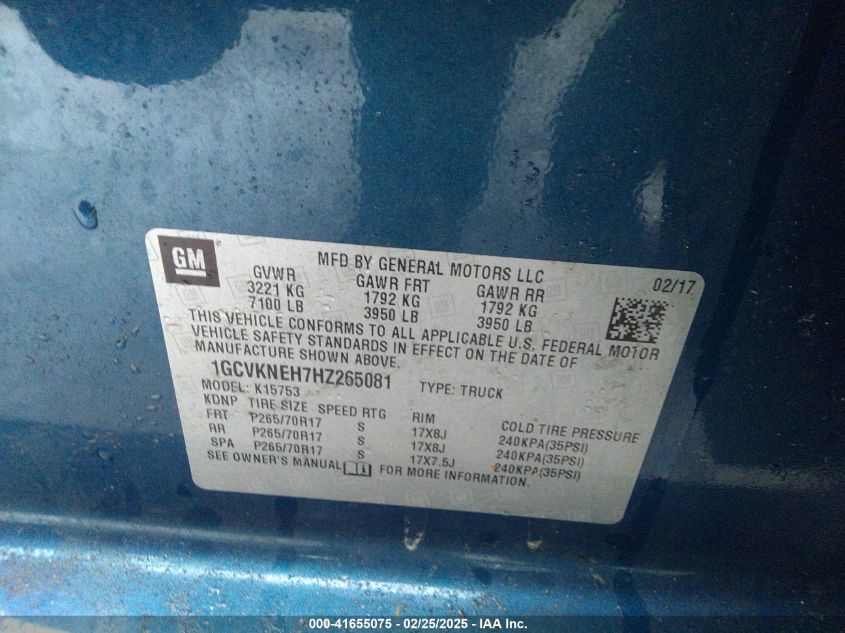 GM
MFD BY GENERAL MOTORS LLC
02/17
GVWR GAWR FRT GAWR RR
3221 KG 1792 KG 1792 KG
7100 LB 3950 LB 3950 LB
THIS VEHICLE CONFORMS TO ALL APPLICABLE U.S. FEDERAL MOTOR
VEHICLE SAFETY STANDARDS IN EFFECT ON THE DATE OF
MANUFACTURE SHOWN ABOVE.
1GCVKNEH7HZ265081
MODEL: K15753 TYPE: TRUCK
KDNP TIRE SIZE SPEED RTG RIM COLD TIRE PRESSURE
FRT P265/70R17 S 17X8J 240KPA(35PSI)
RR P265/70R17 S 17X8J 240KPA(35PSI)
SPA P265/70R17 S 17X7.5J 240KPA(35PSI)
SEE OWNER'S MANUAL FOR MORE INFORMATION.
000-41655075 - 02/25/2025 - IAA Inc.